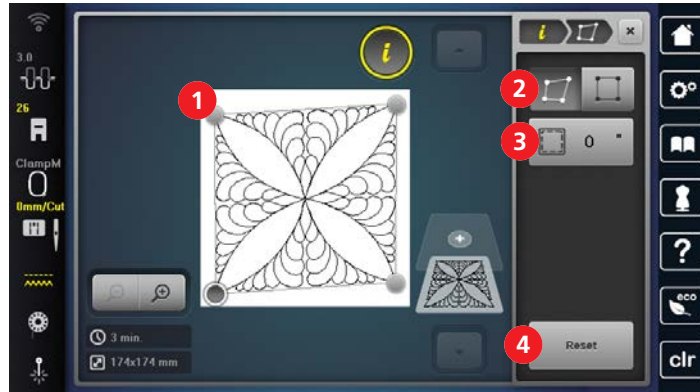 3.0
26
ClampM
0mm/Cut
i
1
i
×
2
3
0 "
3 min.
174x174 mm
4
Reset
?
eco
clr